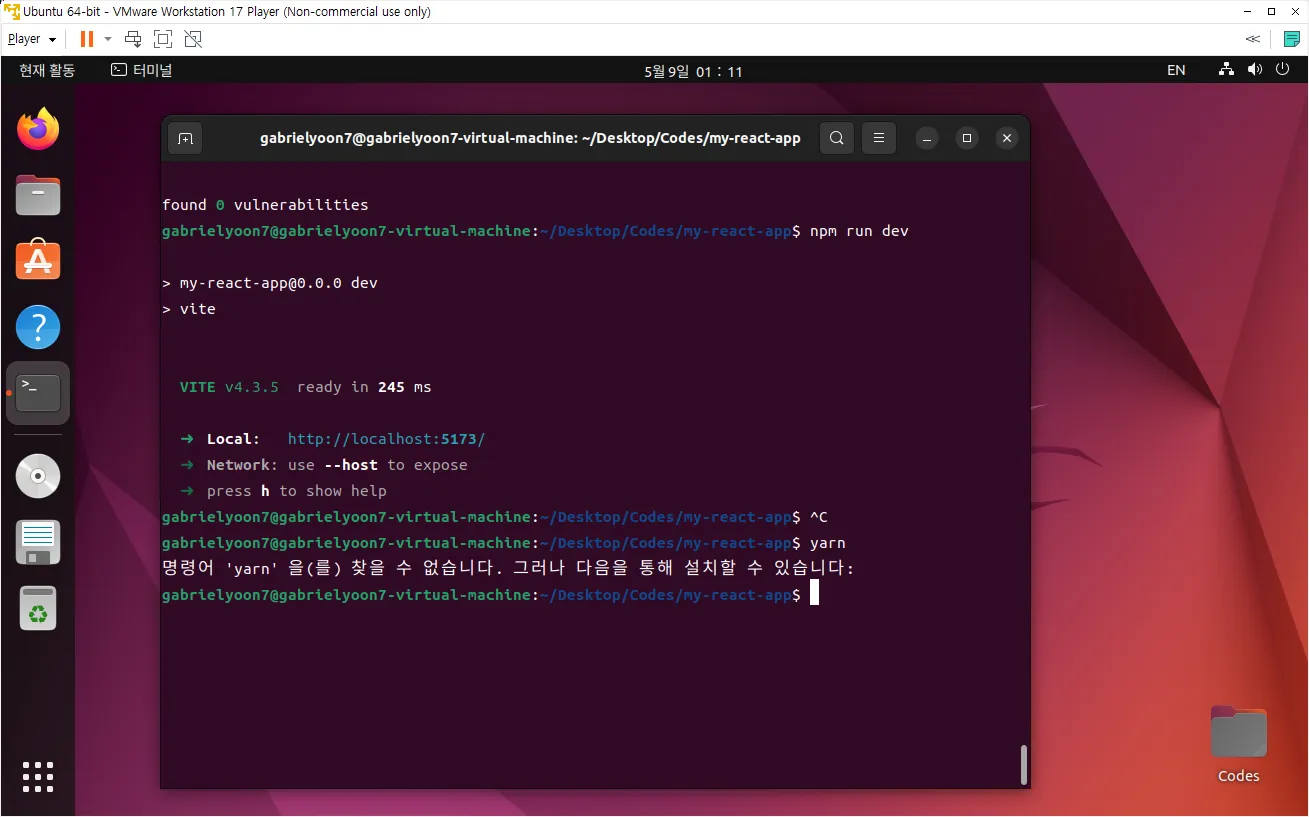 Ubuntu 64-bit - VMware Workstation 17 Player (Non-commercial use only)
Player
현재 활동 터미널 5월 9일 01 : 11 EN
gabrielyoon7@gabrielyoon7-virtual-machine: ~/Desktop/Codes/my-react-app
found 0 vulnerabilities
gabrielyoon7@gabrielyoon7-virtual-machine:~/Desktop/Codes/my-react-app$ npm run dev
> my-react-app@0.0.0 dev
> vite
VITE v4.3.5 ready in 245 ms
➜ Local: http://localhost:5173/
➜ Network: use --host to expose
➜ press h to show help
gabrielyoon7@gabrielyoon7-virtual-machine:~/Desktop/Codes/my-react-app$ ^C
gabrielyoon7@gabrielyoon7-virtual-machine:~/Desktop/Codes/my-react-app$ yarn
명령어 'yarn' 을(를) 찾을 수 없습니다. 그러나 다음을 통해 설치할 수 있습니다:
gabrielyoon7@gabrielyoon7-virtual-machine:~/Desktop/Codes/my-react-app$
Codes